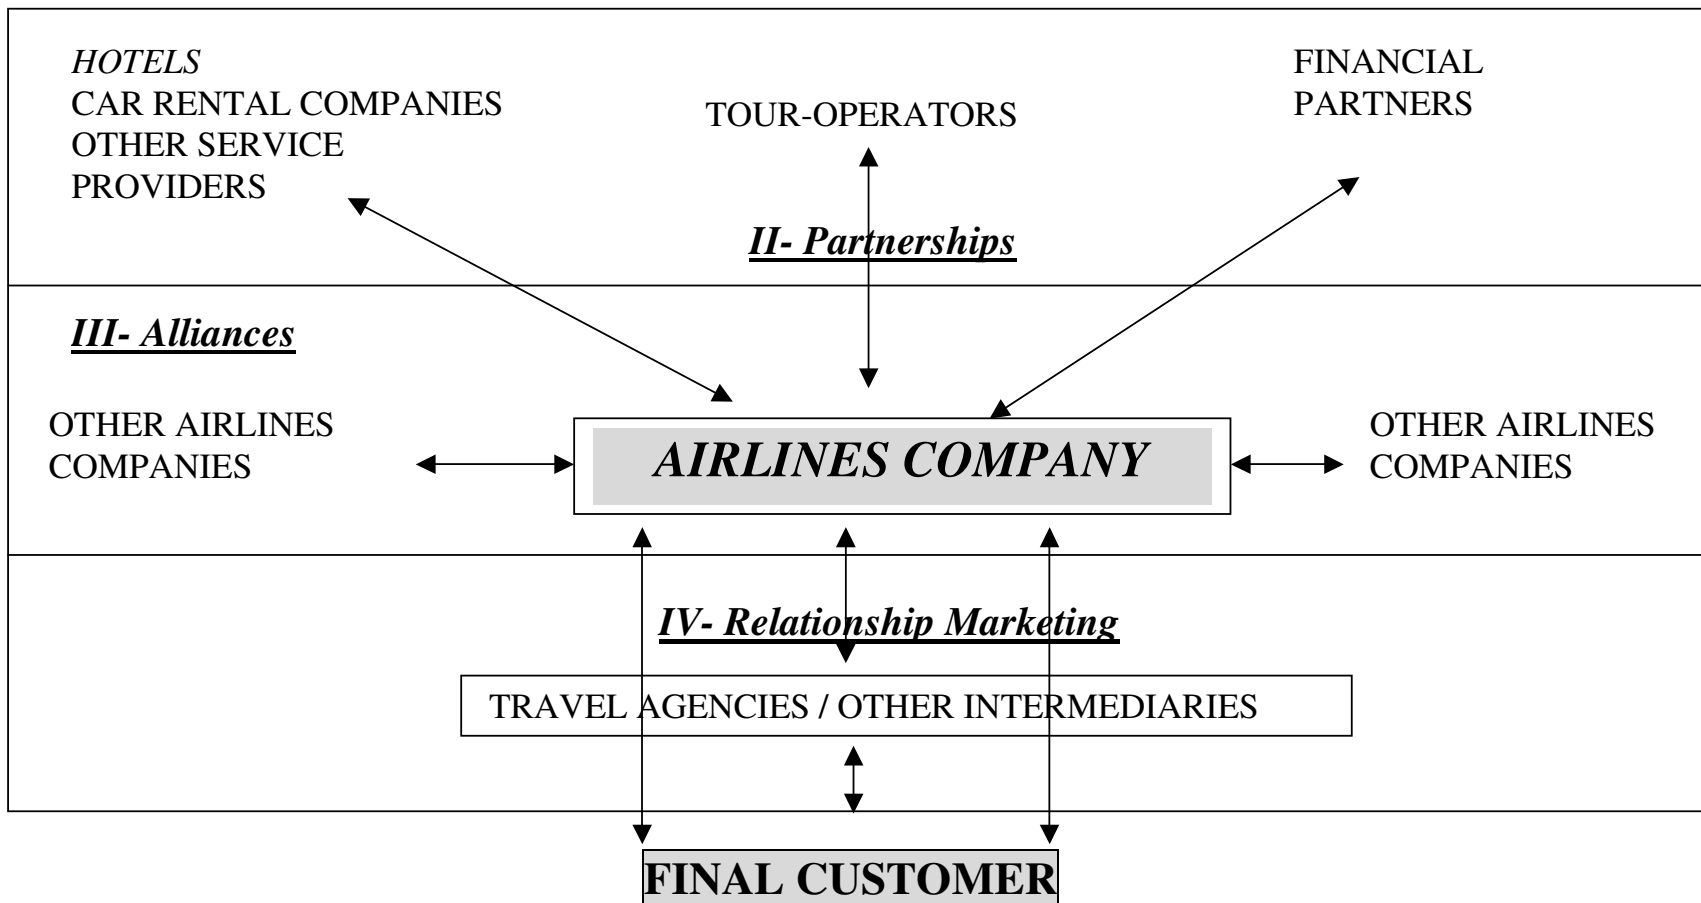 HOTELS
CAR RENTAL COMPANIES
OTHER SERVICE
PROVIDERS
TOUR-OPERATORS
FINANCIAL
PARTNERS
II- Partnerships
III- Alliances
OTHER AIRLINES
COMPANIES
AIRLINES COMPANY
OTHER AIRLINES
COMPANIES
IV- Relationship Marketing
TRAVEL AGENCIES / OTHER INTERMEDIARIES
FINAL CUSTOMER